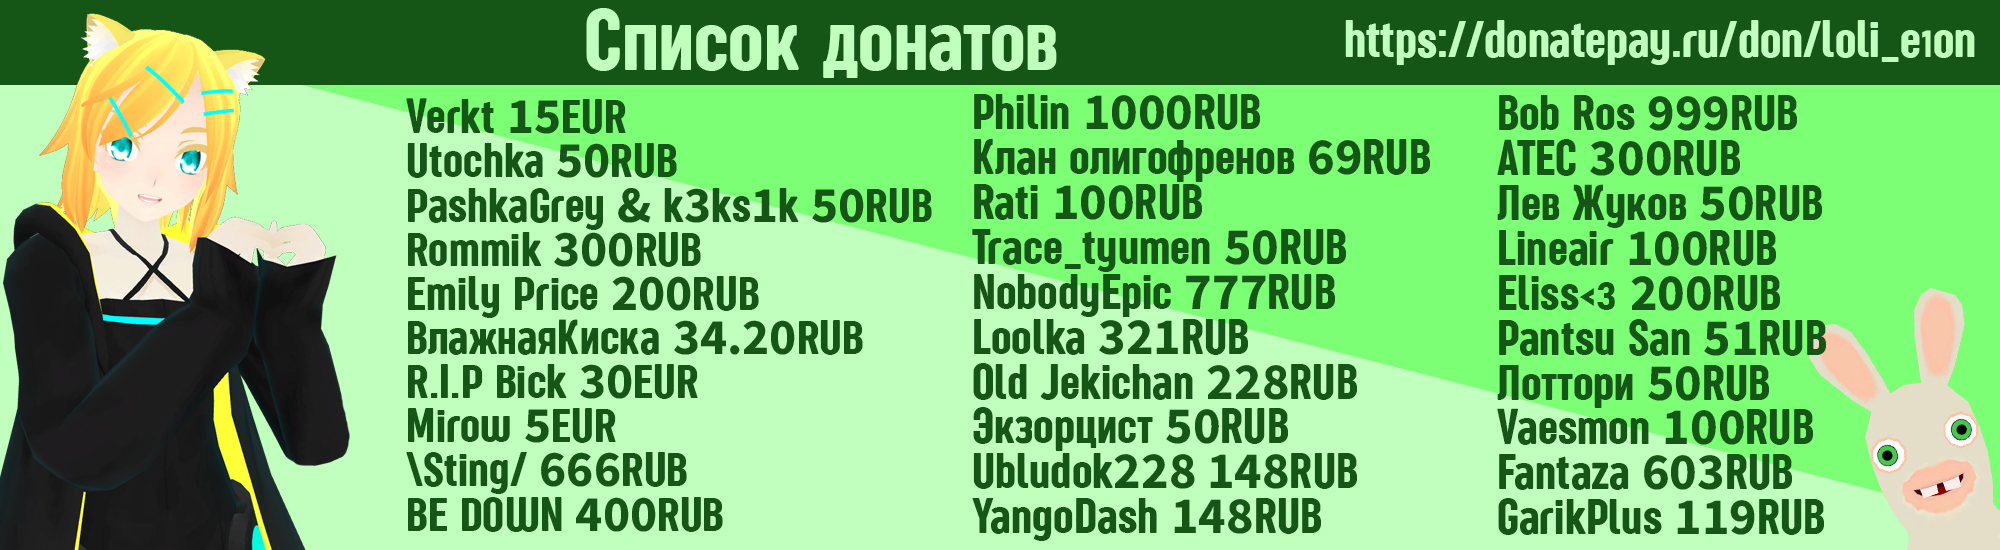 Список донатов
https://donatepay.ru/don/loli_e1on
Verkt 15EUR
Utochka 50RUB
PashkaGrey & k3ks1k 50RUB
Rommik 300RUB
Emily Price 200RUB
ВлажнаяКиска 34.20RUB
R.I.P Bick 30EUR
Mirow 5EUR
\Sting/ 666RUB
BE DOWN 400RUB
Philin 1000RUB
Клан олигофренов 69RUB
Rati 100RUB
Trace_tyumen 50RUB
NobodyEpic 777RUB
Loolka 321RUB
Old Jekichan 228RUB
Экзорцист 50RUB
Ubludok228 148RUB
YangoDash 148RUB
Bob Ros 999RUB
ATEC 300RUB
Лев Жуков 50RUB
Lineair 100RUB
Eliss<3 200RUB
Pantsu San 51RUB
Лоттори 50RUB
Vaesmon 100RUB
Fantaza 603RUB
GarikPlus 119RUB